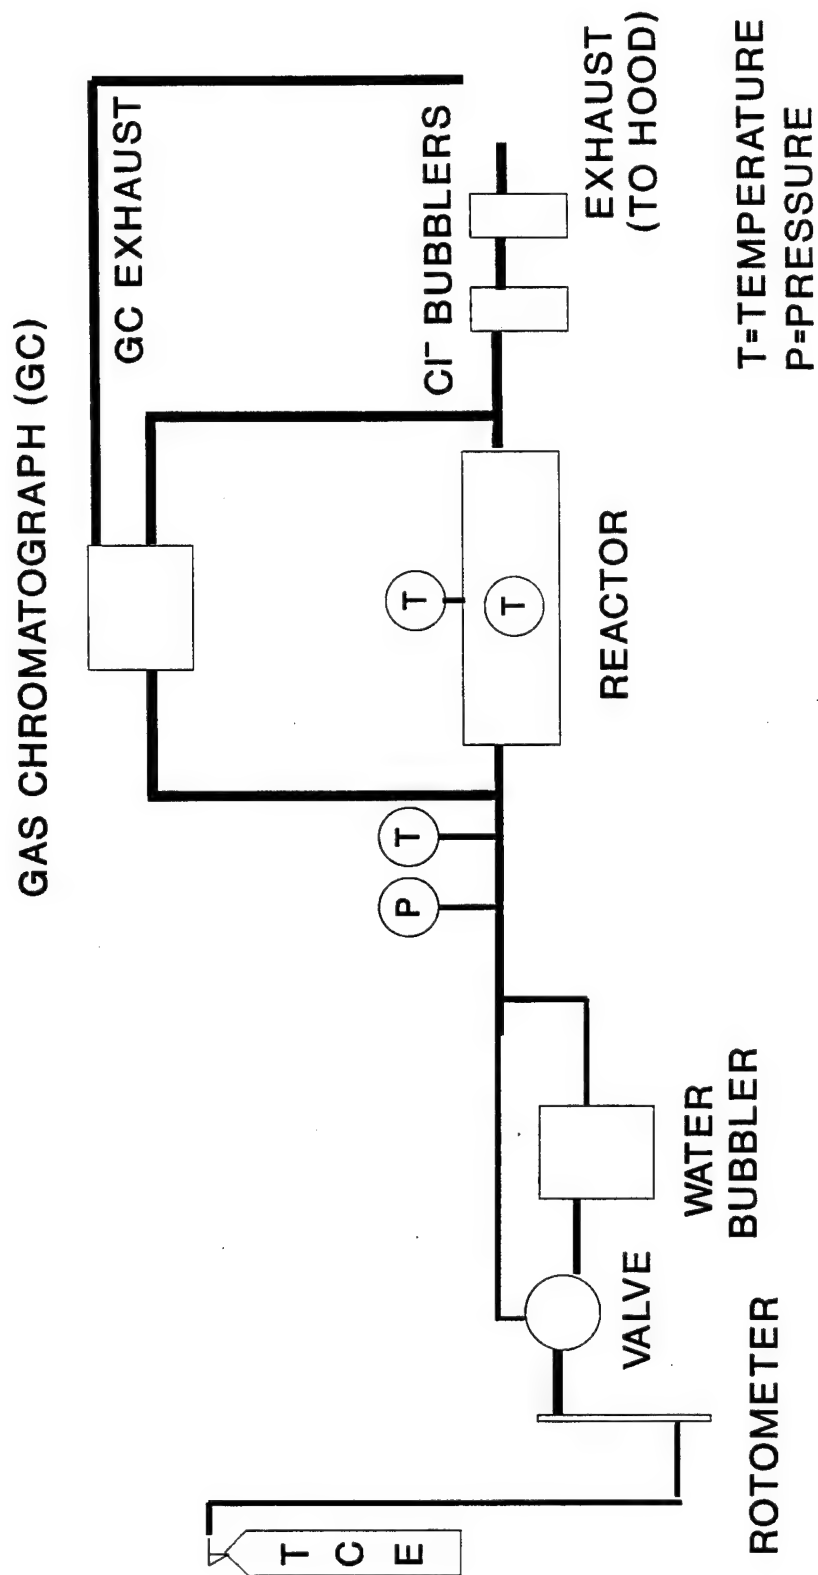 GAS CHROMATOGRAPH (GC)
GC EXHAUST
Cl⁻ BUBBLERS
EXHAUST
(TO HOOD)
T
T
T
P
REACTOR
T=TEMPERATURE
P=PRESSURE
WATER
BUBBLER
VALVE
ROTOMETER
T
C
E